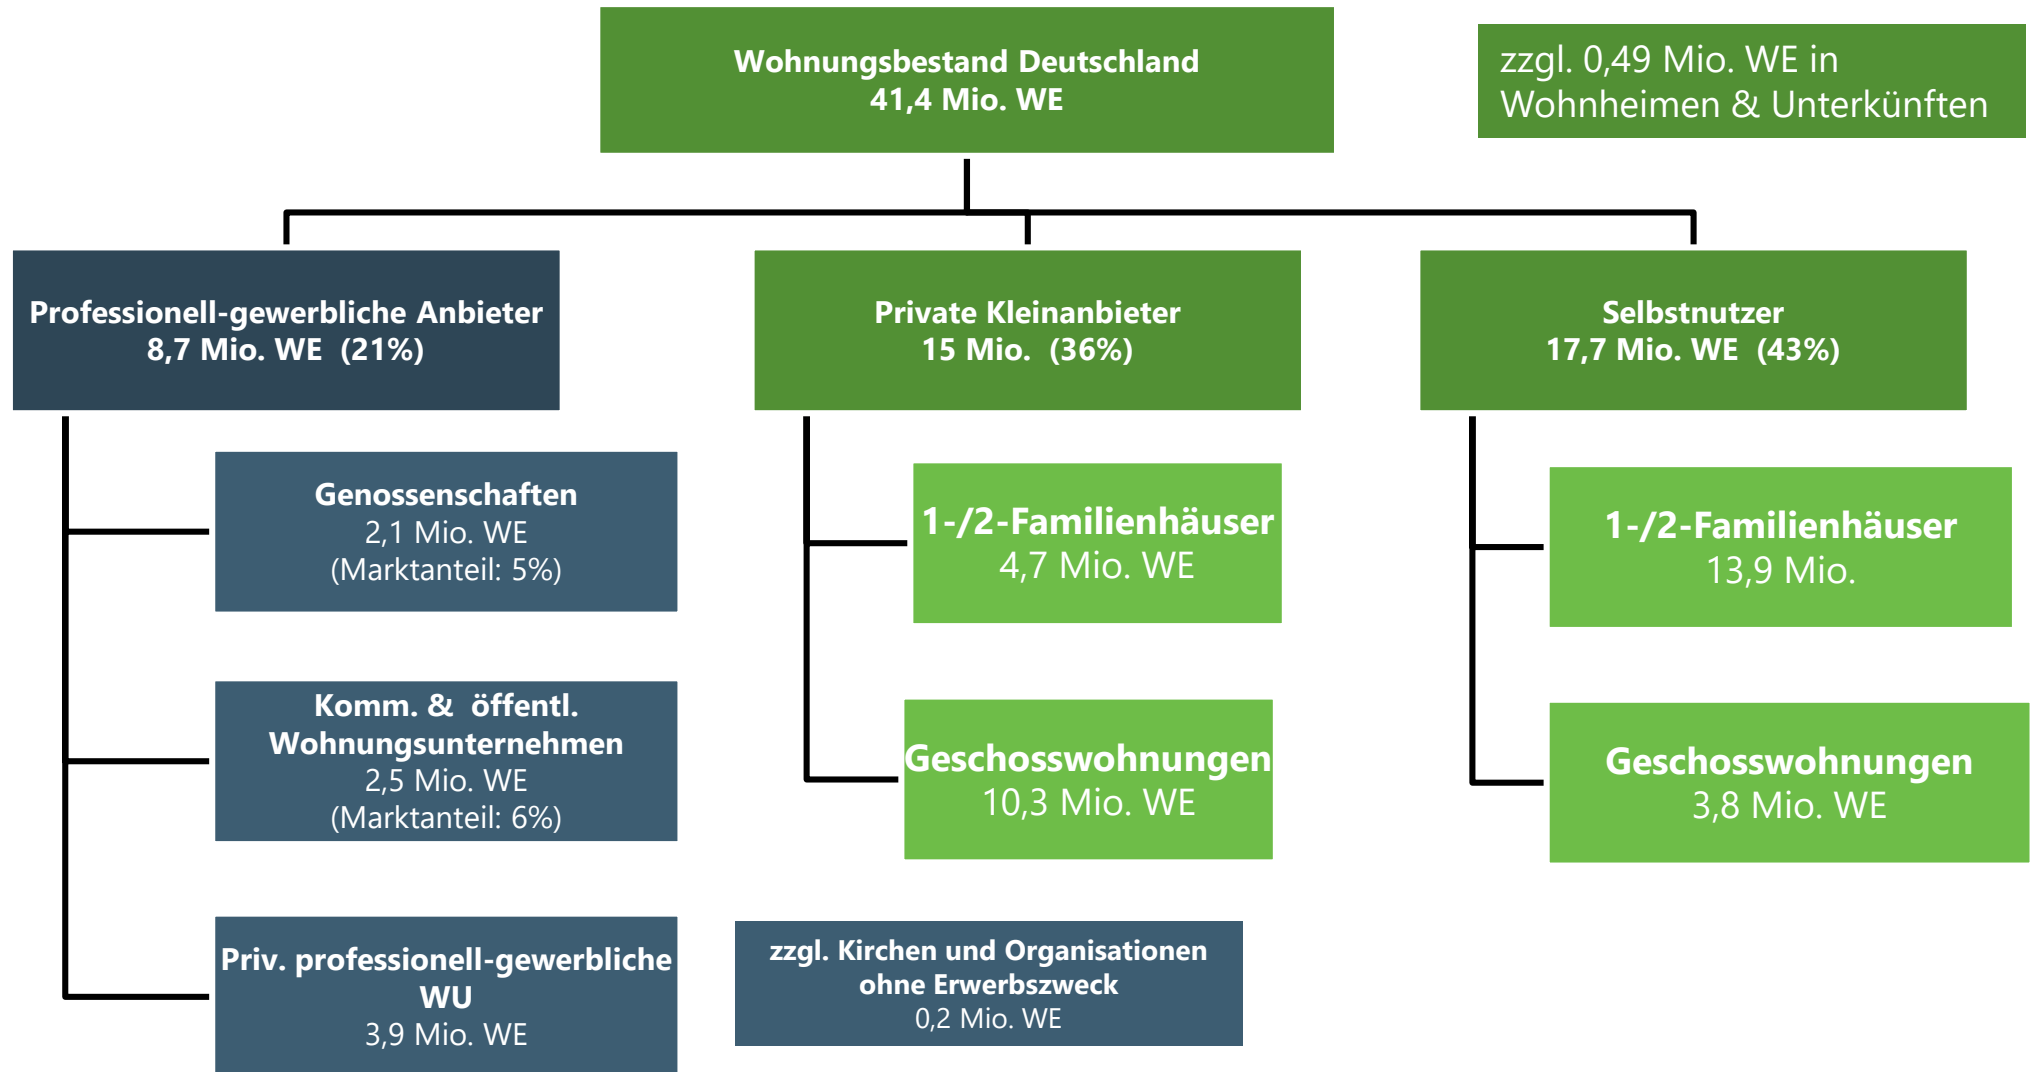 Wohnungsbestand Deutschland
41,4 Mio. WE
zzgl. 0,49 Mio. WE in
Wohnheimen & Unterkünften
Professionell-gewerbliche Anbieter
8,7 Mio. WE (21%)
Private Kleinanbieter
15 Mio. (36%)
Selbstnutzer
17,7 Mio. WE (43%)
Genossenschaften
2,1 Mio. WE
(Marktanteil: 5%)
1-/2-Familienhäuser
4,7 Mio. WE
1-/2-Familienhäuser
13,9 Mio.
Komm. & öffentl.
Wohnungsunternehmen
2,5 Mio. WE
(Marktanteil: 6%)
Geschosswohnungen
10,3 Mio. WE
Geschosswohnungen
3,8 Mio. WE
Priv. professionell-gewerbliche
WU
3,9 Mio. WE
zzgl. Kirchen und Organisationen
ohne Erwerbszweck
0,2 Mio. WE